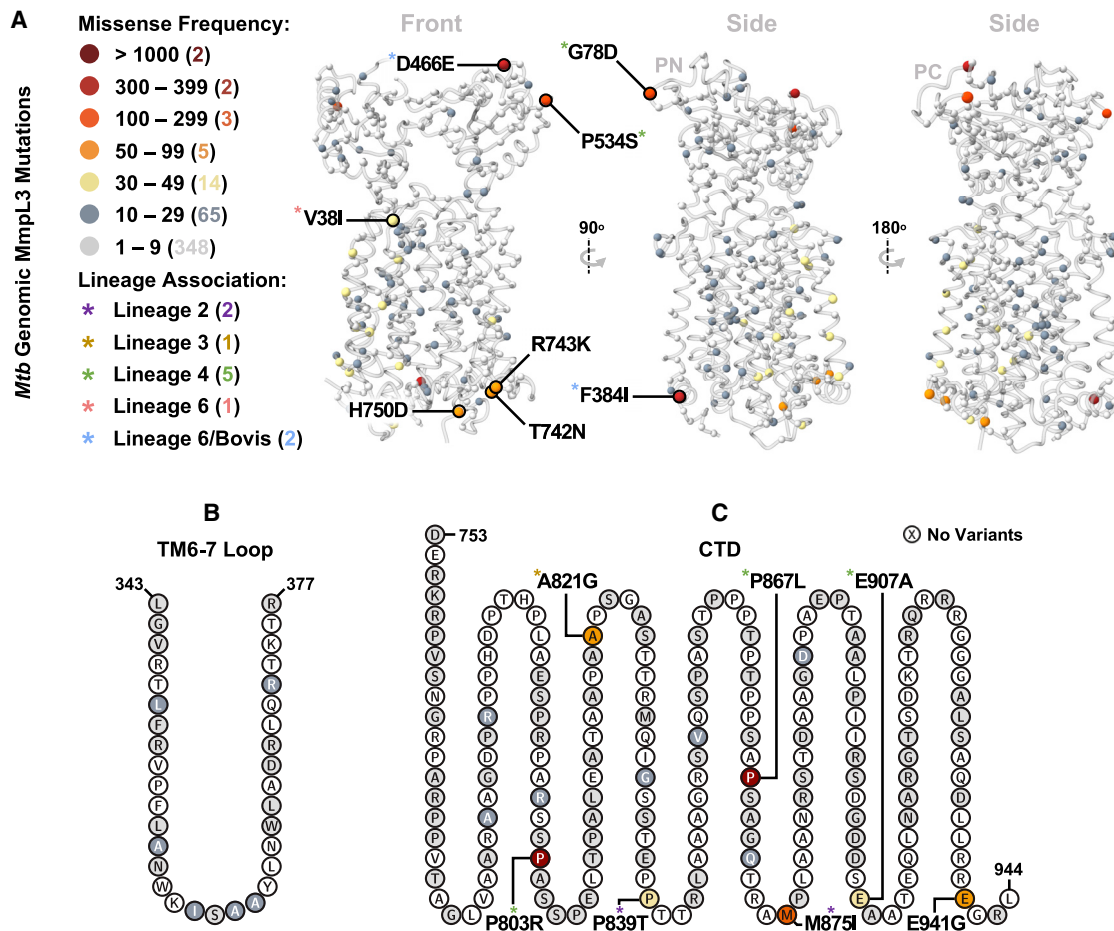 A
Mtb Genomic MmpL3 Mutations
Missense Frequency:
> 1000 (2)
300 – 399 (2)
100 – 299 (3)
50 – 99 (5)
30 – 49 (14)
10 – 29 (65)
1 – 9 (348)
Lineage Association:
* Lineage 2 (2)
* Lineage 3 (1)
* Lineage 4 (5)
* Lineage 6 (1)
* Lineage 6/Bovis (2)
Front
Side
Side
*D466E
*G78D
PN
PC
P534S*
*V38I
90°
180°
R743K
*F384I
H750D
T742N
B
TM6-7 Loop
343
377
LGVRTLFRVPFLANWKISAAYLNWLADRLQRTKTR
C
CTD
X No Variants
753
944
DERKRPVSNGRPARPPVTAGLVAARAAGDPRPPHDPTHPLAESPRPARSSPASSPELTPALEATAAPAAPSGASTTRMQIGSSTEPPTTRLAAAGRSVQSPASTPPPTPTPPSAPSAGQTRAMPLAANRSTDAAGDPAAEPTALPIIRSDGDDSEAATEQLNARGTSDKTRQRRRGGGALSAQDLLRREGRL
*A821G
*P867L
*E907A
P803R
*
P839T
*
M875I
*
E941G